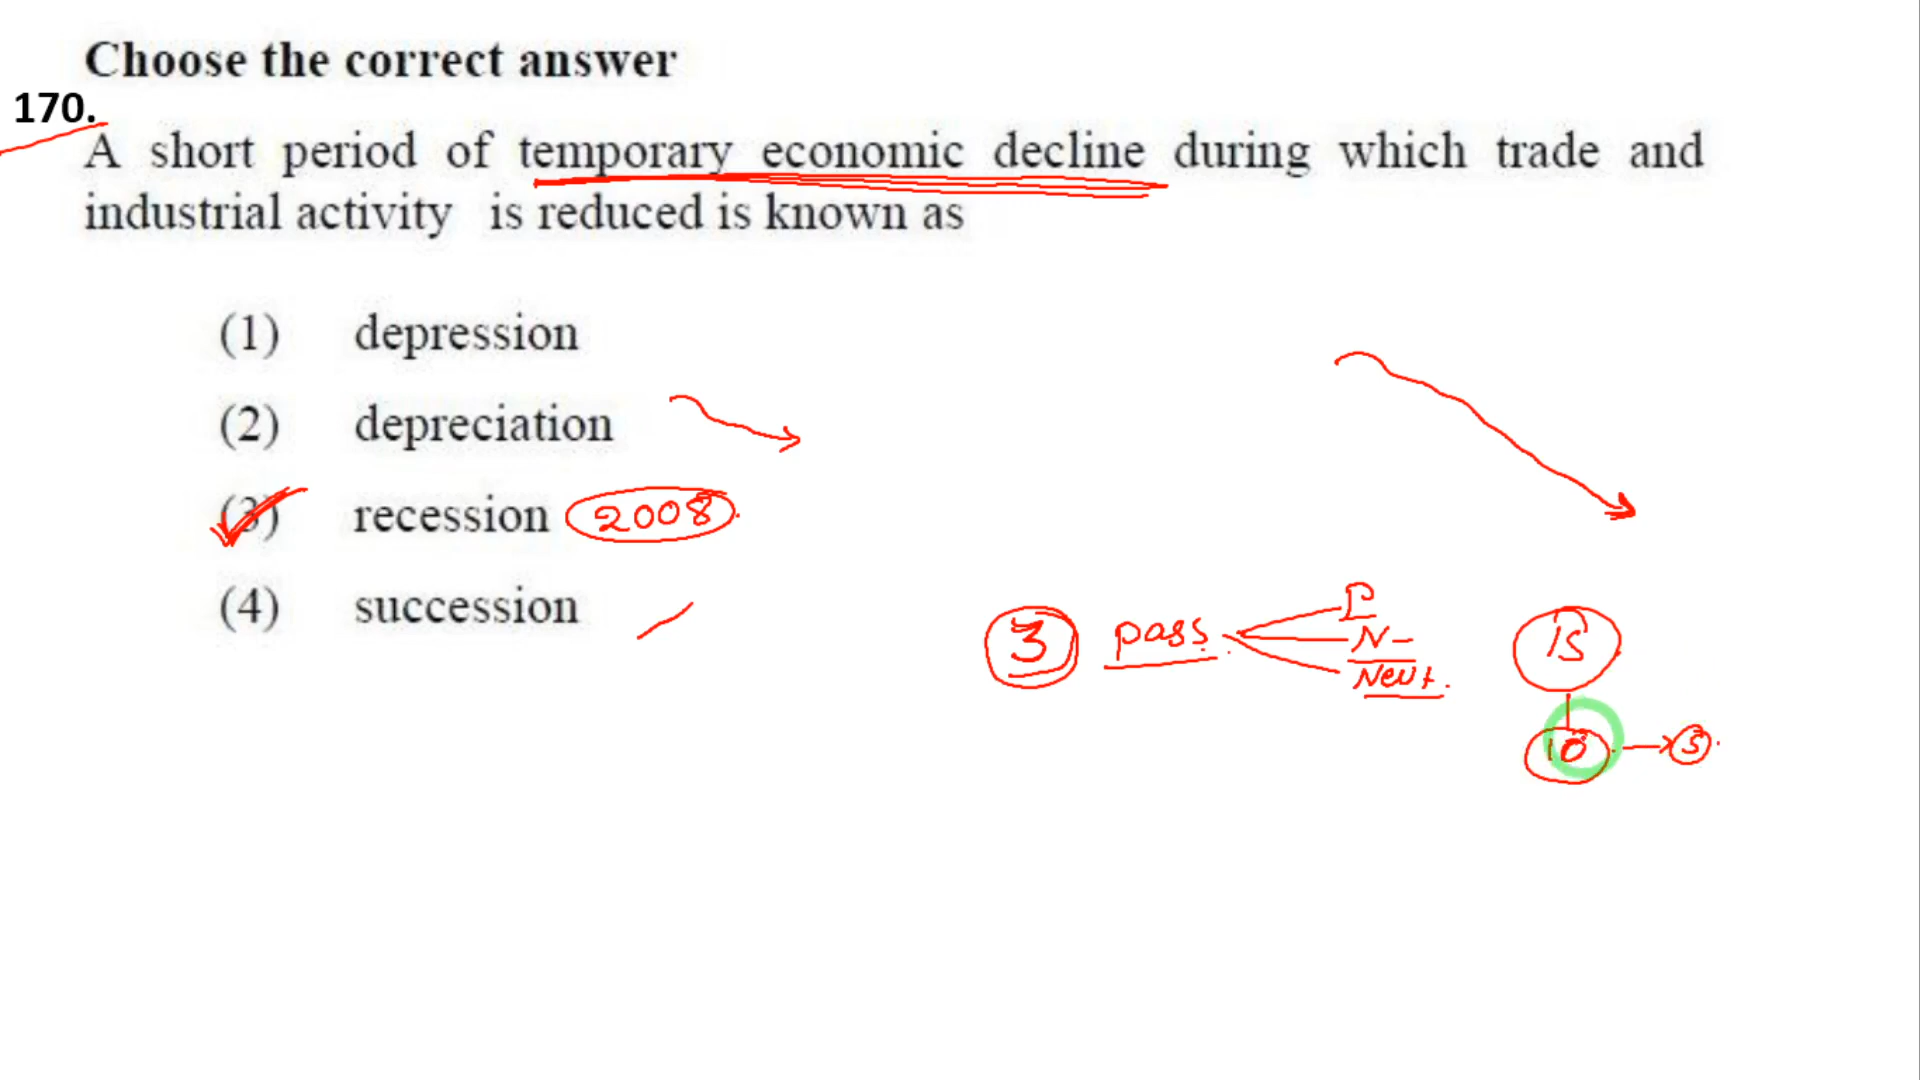 Choose the correct answer
170.
A short period of temporary economic decline during which trade and
industrial activity is reduced is known as
(1) depression
(2) depreciation
(3) recession 2008
(4) succession
P
3 pass N- 15
Neut.
10 5